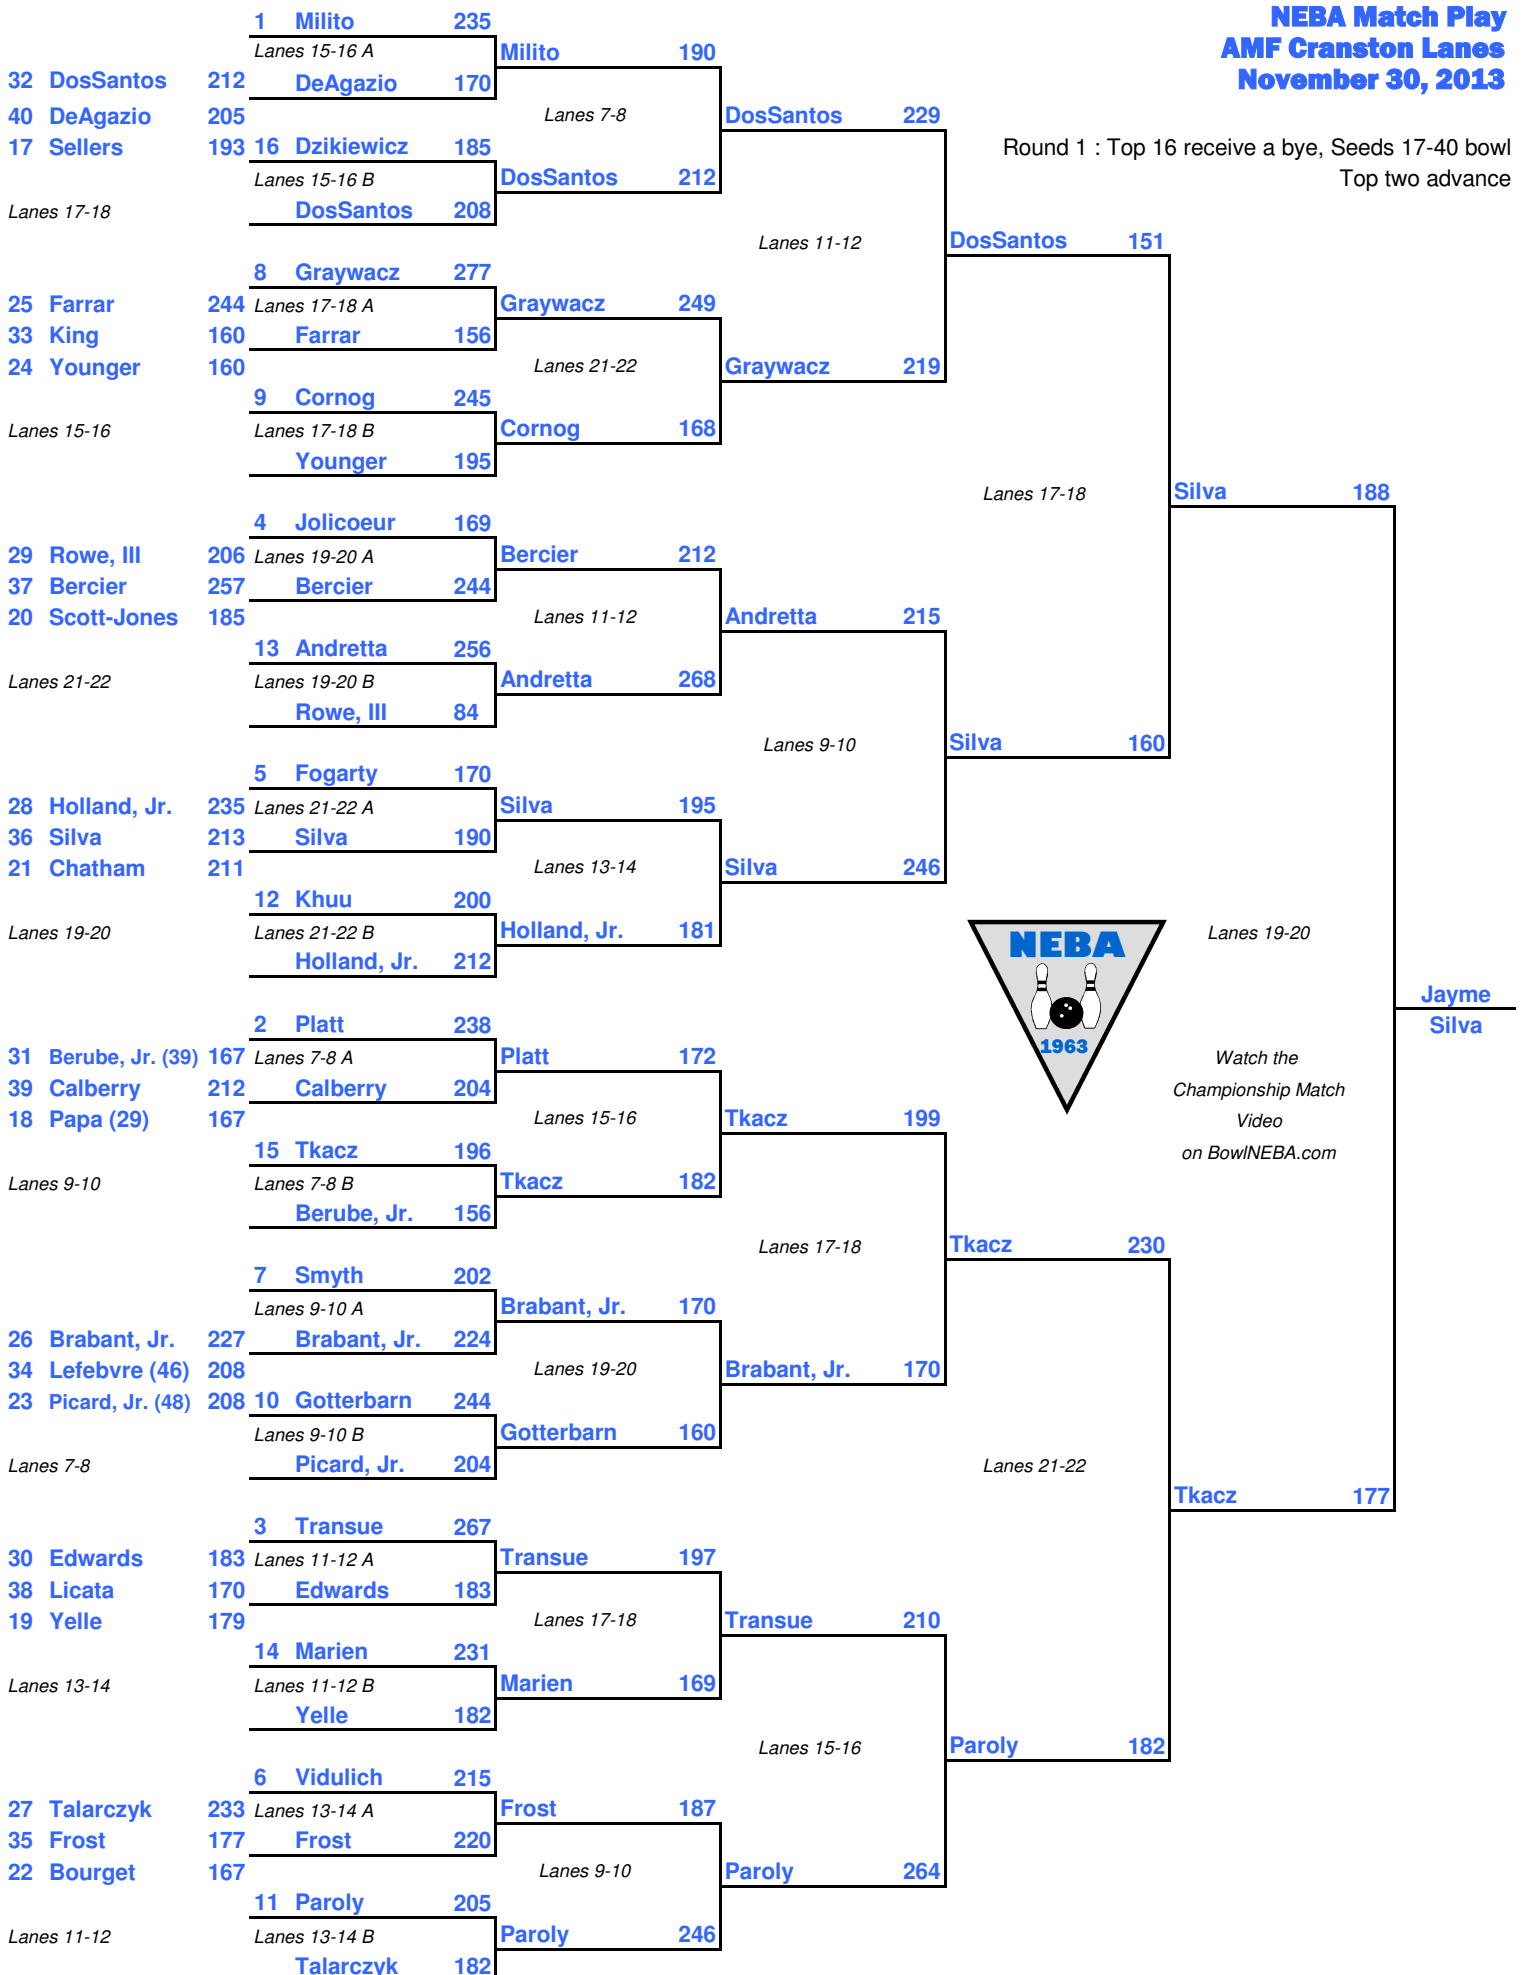 NEBA Match Play
AMF Cranston Lanes
November 30, 2013
Round 1 : Top 16 receive a bye, Seeds 17-40 bowl
Top two advance
1 Milito 235
Lanes 15-16 A
Milito 190
32 DosSantos 212
DeAgazio 170
40 DeAgazio 205
Lanes 7-8
DosSantos 229
17 Sellers 193
16 Dzikiewicz 185
Lanes 15-16 B
DosSantos 212
Lanes 17-18
DosSantos 208
Lanes 11-12
DosSantos 151
8 Graywacz 277
25 Farrar 244
Lanes 17-18 A
Graywacz 249
33 King 160
Farrar 156
24 Younger 160
Lanes 21-22
Graywacz 219
9 Cornog 245
Lanes 15-16
Lanes 17-18 B
Cornog 168
Younger 195
Lanes 17-18
Silva 188
4 Jolicoeur 169
29 Rowe, III 206
Lanes 19-20 A
Bercier 212
37 Bercier 257
Bercier 244
20 Scott-Jones 185
Lanes 11-12
Andretta 215
13 Andretta 256
Lanes 21-22
Lanes 19-20 B
Andretta 268
Rowe, III 84
Lanes 9-10
Silva 160
5 Fogarty 170
28 Holland, Jr. 235
Lanes 21-22 A
Silva 195
36 Silva 213
Silva 190
21 Chatham 211
Lanes 13-14
Silva 246
12 Khuu 200
Lanes 19-20
Lanes 21-22 B
Holland, Jr. 181
Lanes 19-20
Holland, Jr. 212
NEBA
1963
Jayme
Silva
2 Platt 238
31 Berube, Jr. (39) 167
Lanes 7-8 A
Platt 172
Watch the
39 Calberry 212
Calberry 204
Championship Match
18 Papa (29) 167
Lanes 15-16
Tkacz 199
Video
15 Tkacz 196
on BowlNEBA.com
Lanes 9-10
Lanes 7-8 B
Tkacz 182
Berube, Jr. 156
Lanes 17-18
Tkacz 230
7 Smyth 202
Lanes 9-10 A
Brabant, Jr. 170
26 Brabant, Jr. 227
Brabant, Jr. 224
34 Lefebvre (46) 208
Lanes 19-20
Brabant, Jr. 170
23 Picard, Jr. (48) 208
10 Gotterbarn 244
Lanes 9-10 B
Gotterbarn 160
Lanes 7-8
Picard, Jr. 204
Lanes 21-22
Tkacz 177
3 Transue 267
30 Edwards 183
Lanes 11-12 A
Transue 197
38 Licata 170
Edwards 183
19 Yelle 179
Lanes 17-18
Transue 210
14 Marien 231
Lanes 13-14
Lanes 11-12 B
Marien 169
Yelle 182
Lanes 15-16
Paroly 182
6 Vidulich 215
27 Talarczyk 233
Lanes 13-14 A
Frost 187
35 Frost 177
Frost 220
22 Bourget 167
Lanes 9-10
Paroly 264
11 Paroly 205
Lanes 11-12
Lanes 13-14 B
Paroly 246
Talarczyk 182